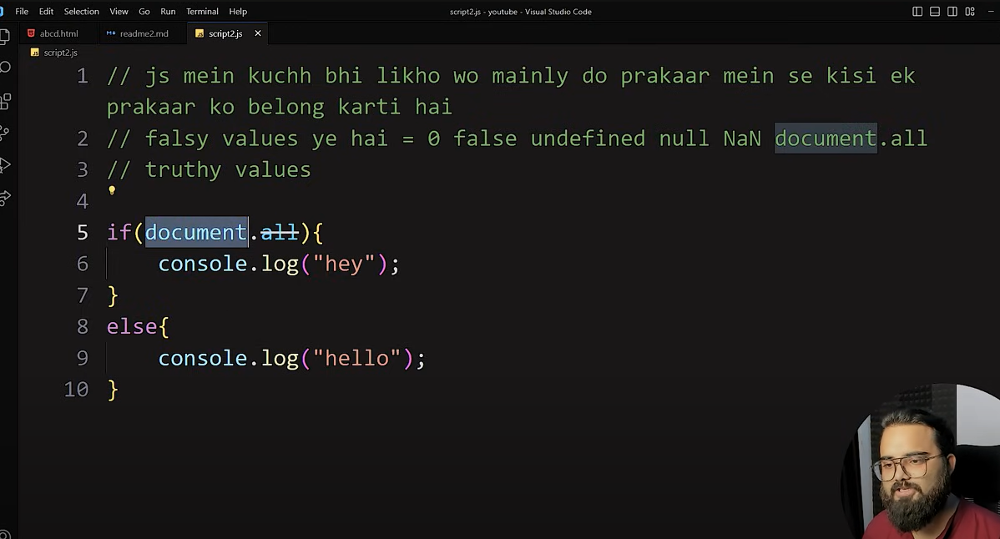 File Edit Selection View Go Run Terminal Help script2.js - youtube - Visual Studio Code
abcd.html readme2.md script2.js
script2.js
1 // js mein kuchh bhi likho wo mainly do prakaar mein se kisi ek
prakaar ko belong karti hai
2 // falsy values ye hai = 0 false undefined null NaN document.all
3 // truthy values
4
5 if(document.all){
6 console.log("hey");
7 }
8 else{
9 console.log("hello");
10 }